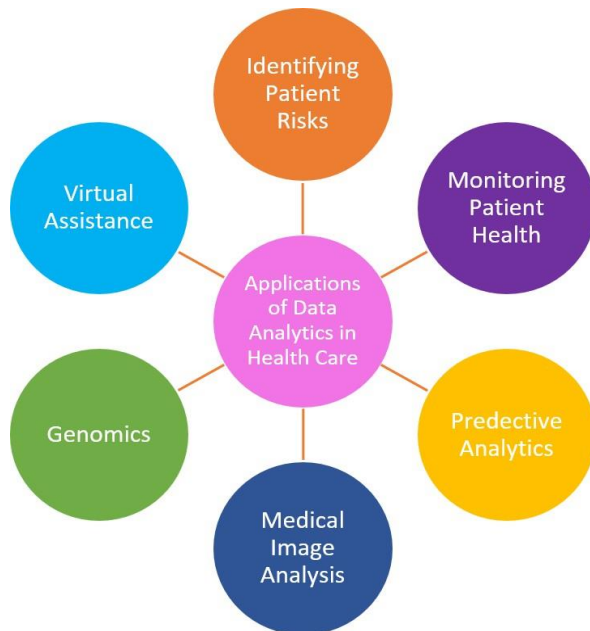 Identifying
Patient
Risks
Virtual
Assistance
Monitoring
Patient
Health
Applications
of Data
Analytics in
Health Care
Genomics
Predective
Analytics
Medical
Image
Analysis